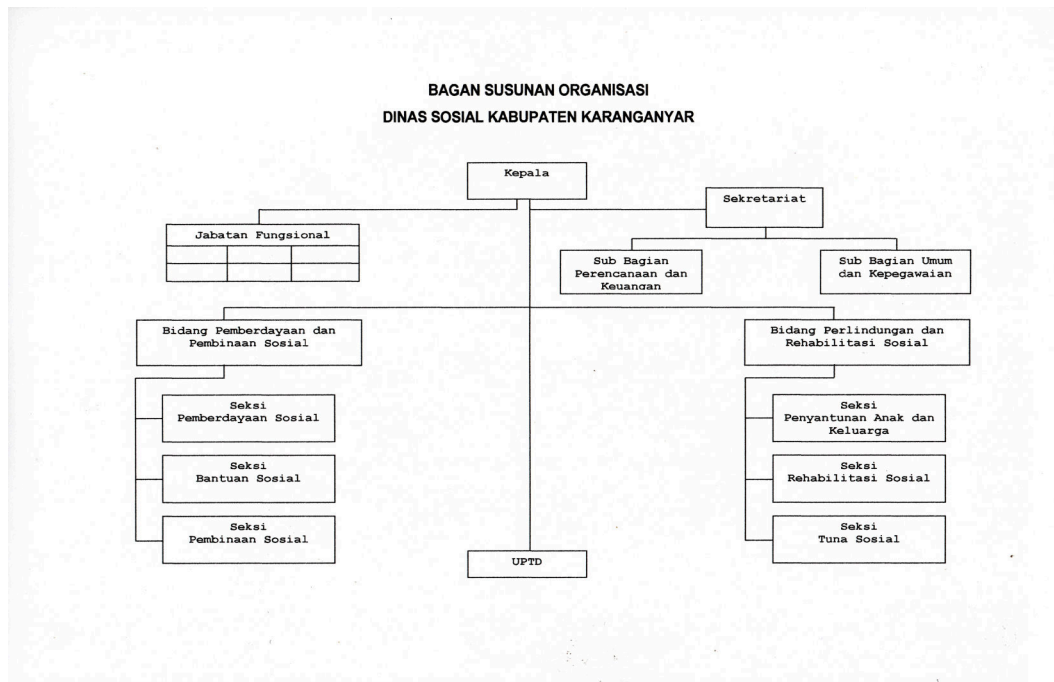 BAGAN SUSUNAN ORGANISASI
DINAS SOSIAL KABUPATEN KARANGANYAR
Kepala
Sekretariat
Jabatan Fungsional
Sub Bagian
Perencanaan dan
Keuangan
Sub Bagian Umum
dan Kepegawaian
Bidang Pemberdayaan dan
Pembinaan Sosial
Bidang Perlindungan dan
Rehabilitasi Sosial
Seksi
Pemberdayaan Sosial
Seksi
Bantuan Sosial
Seksi
Pembinaan Sosial
Seksi
Penyantunan Anak dan
Keluarga
Seksi
Rehabilitasi Sosial
Seksi
Tuna Sosial
UPTD